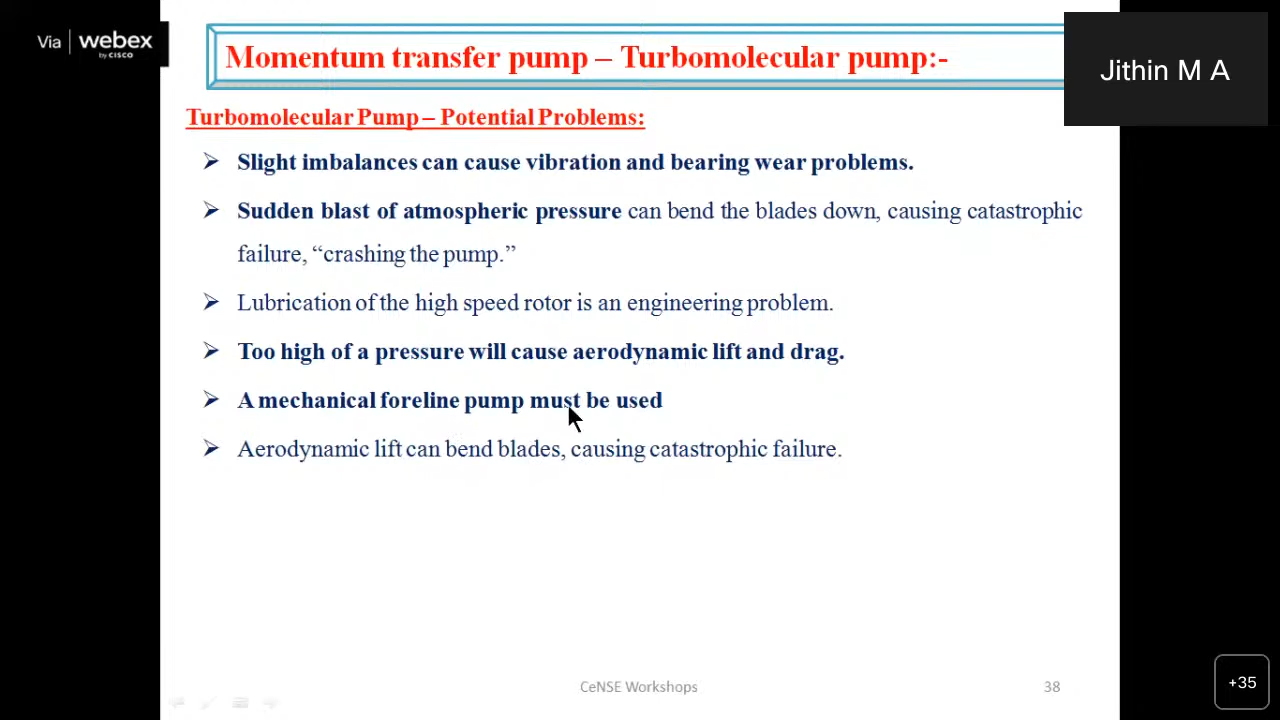 Via webex
by CISCO
Momentum transfer pump – Turbomolecular pump:-
Jithin M A
Turbomolecular Pump – Potential Problems:
➢ Slight imbalances can cause vibration and bearing wear problems.
➢ Sudden blast of atmospheric pressure can bend the blades down, causing catastrophic
failure, “crashing the pump.”
➢ Lubrication of the high speed rotor is an engineering problem.
➢ Too high of a pressure will cause aerodynamic lift and drag.
➢ A mechanical foreline pump must be used
➢ Aerodynamic lift can bend blades, causing catastrophic failure.
CeNSE Workshops
38
+35